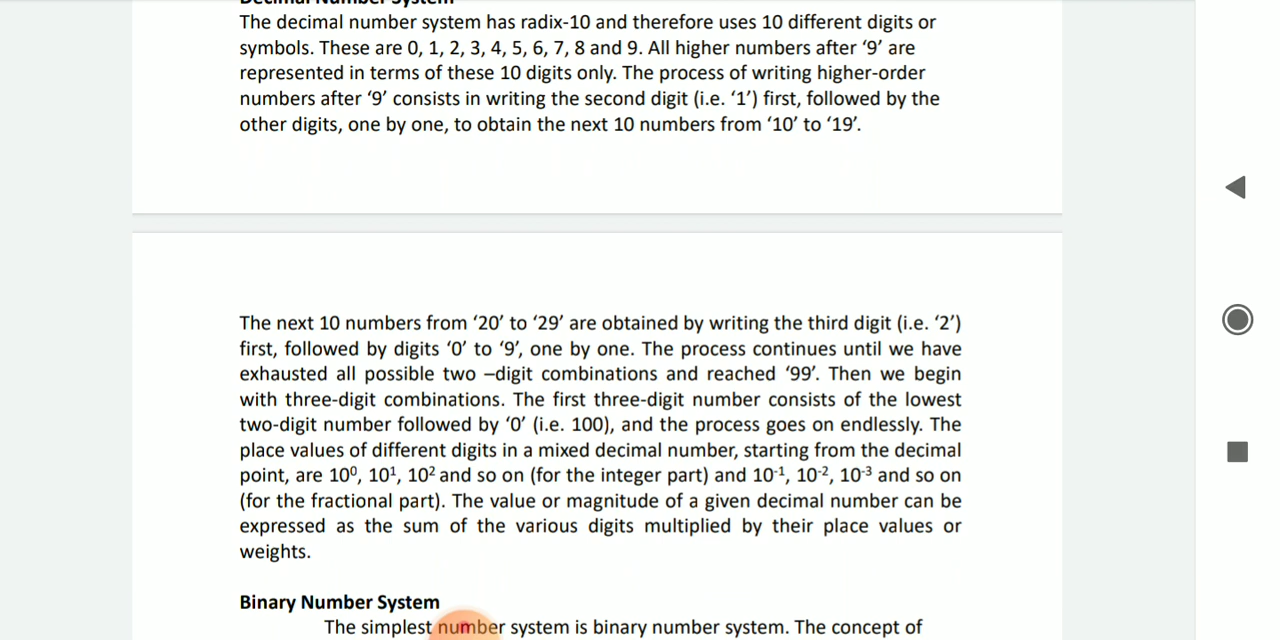 Decimal Number System
The decimal number system has radix-10 and therefore uses 10 different digits or
symbols. These are 0, 1, 2, 3, 4, 5, 6, 7, 8 and 9. All higher numbers after ‘9’ are
represented in terms of these 10 digits only. The process of writing higher-order
numbers after ‘9’ consists in writing the second digit (i.e. ‘1’) first, followed by the
other digits, one by one, to obtain the next 10 numbers from ‘10’ to ‘19’.
The next 10 numbers from ‘20’ to ‘29’ are obtained by writing the third digit (i.e. ‘2’)
first, followed by digits ‘0’ to ‘9’, one by one. The process continues until we have
exhausted all possible two –digit combinations and reached ‘99’. Then we begin
with three-digit combinations. The first three-digit number consists of the lowest
two-digit number followed by ‘0’ (i.e. 100), and the process goes on endlessly. The
place values of different digits in a mixed decimal number, starting from the decimal
point, are 10⁰, 10¹, 10² and so on (for the integer part) and 10⁻¹, 10⁻², 10⁻³ and so on
(for the fractional part). The value or magnitude of a given decimal number can be
expressed as the sum of the various digits multiplied by their place values or
weights.
Binary Number System
The simplest number system is binary number system. The concept of